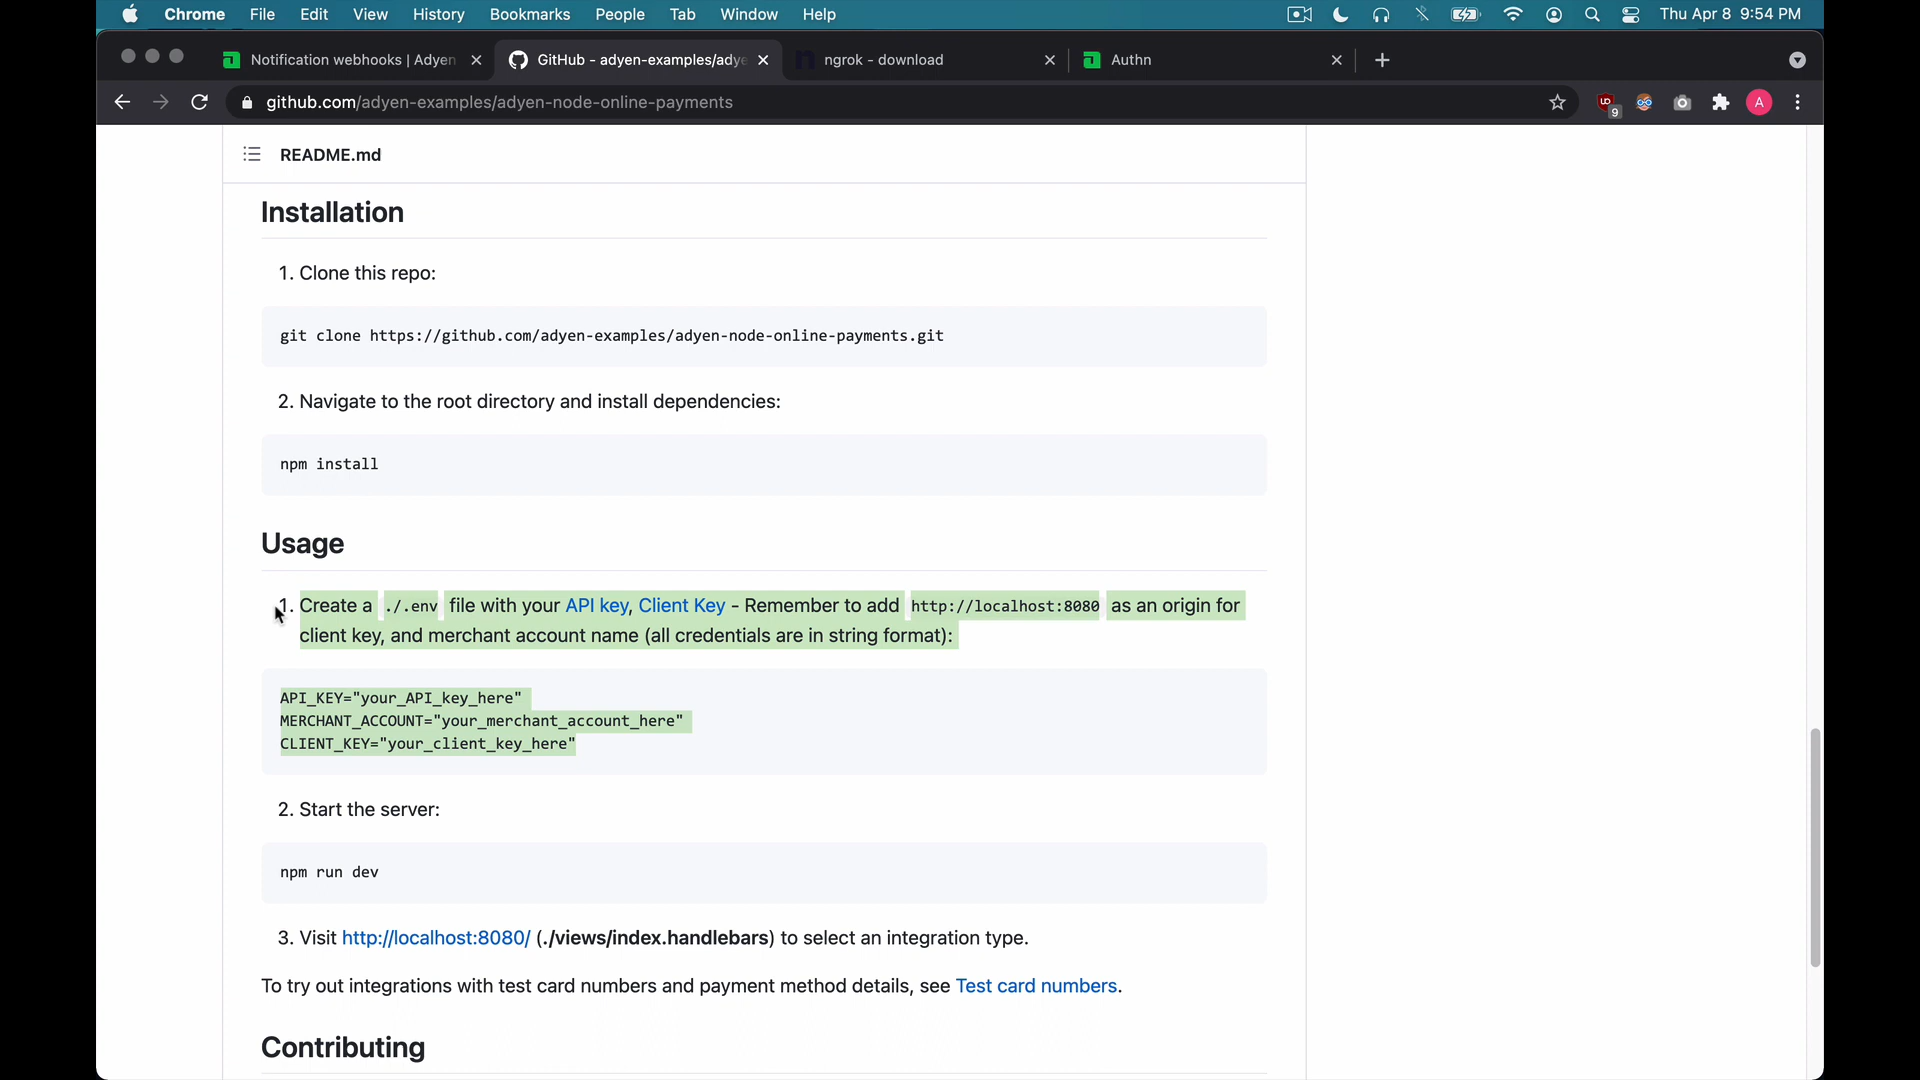 Chrome File Edit View History Bookmarks People Tab Window Help Thu Apr 8 9:54 PM
Notification webhooks | Adyen GitHub - adyen-examples/adye ngrok - download Authn
github.com/adyen-examples/adyen-node-online-payments 9 A
README.md
Installation
1. Clone this repo:
git clone https://github.com/adyen-examples/adyen-node-online-payments.git
2. Navigate to the root directory and install dependencies:
npm install
Usage
1. Create a ./.env file with your API key, Client Key - Remember to add http://localhost:8080 as an origin for
client key, and merchant account name (all credentials are in string format):
API_KEY="your_API_key_here"
MERCHANT_ACCOUNT="your_merchant_account_here"
CLIENT_KEY="your_client_key_here"
2. Start the server:
npm run dev
3. Visit http://localhost:8080/ (./views/index.handlebars) to select an integration type.
To try out integrations with test card numbers and payment method details, see Test card numbers.
Contributing